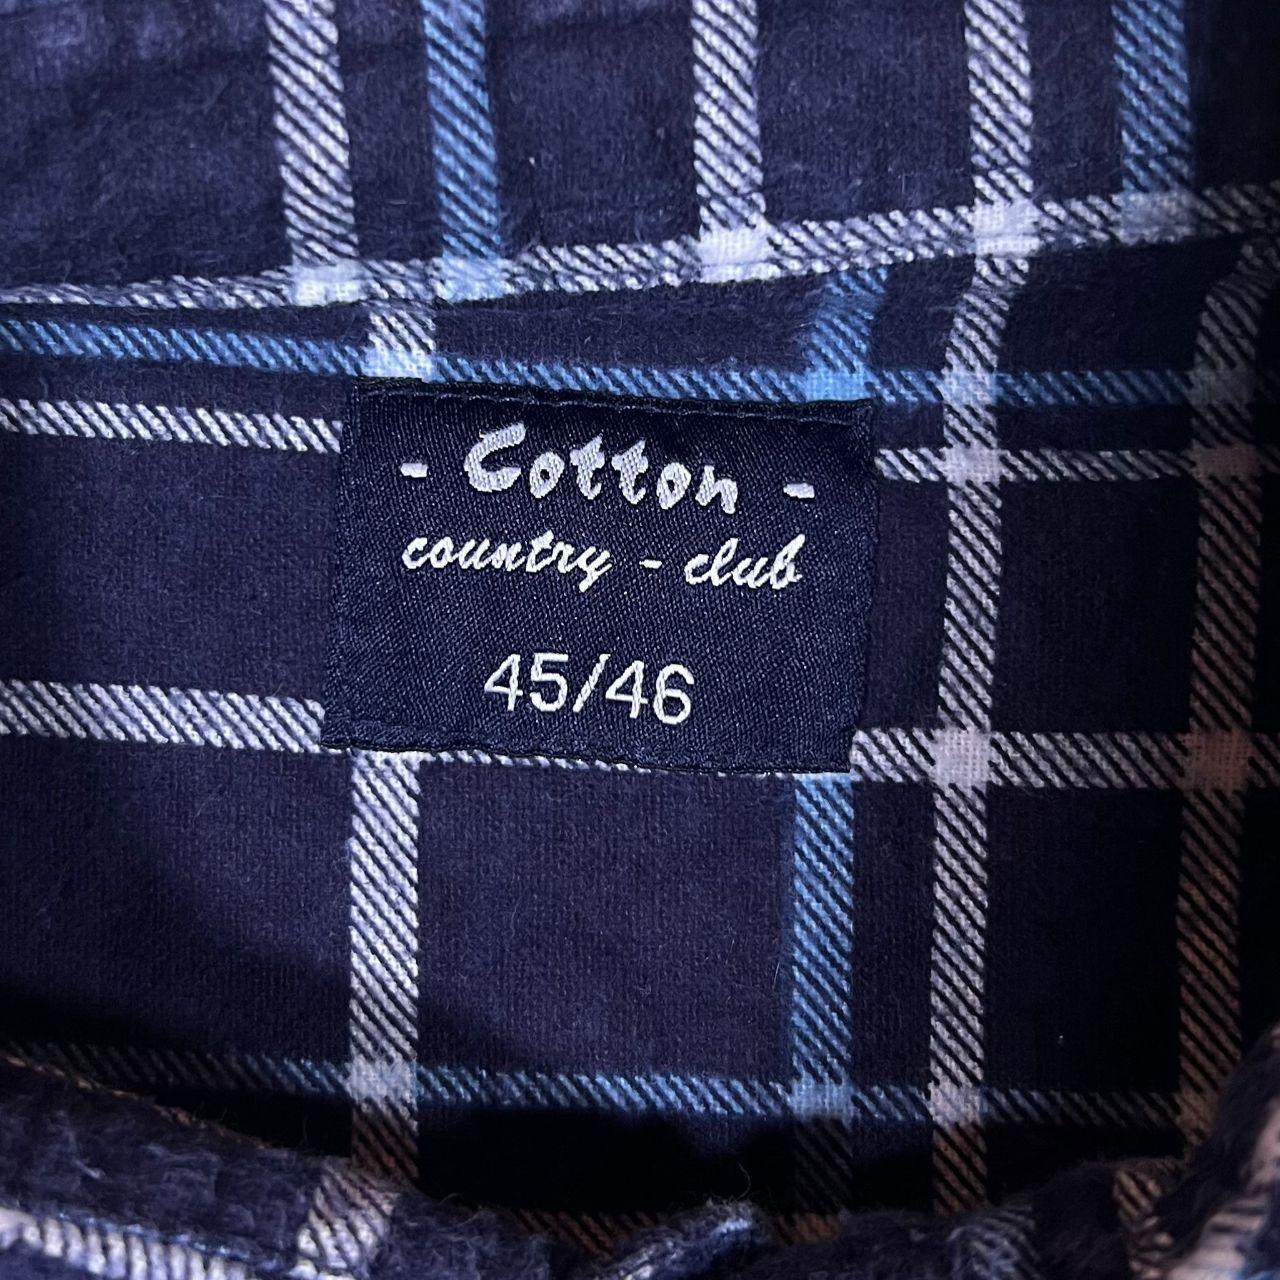 - Cotton -
country - club
45/46